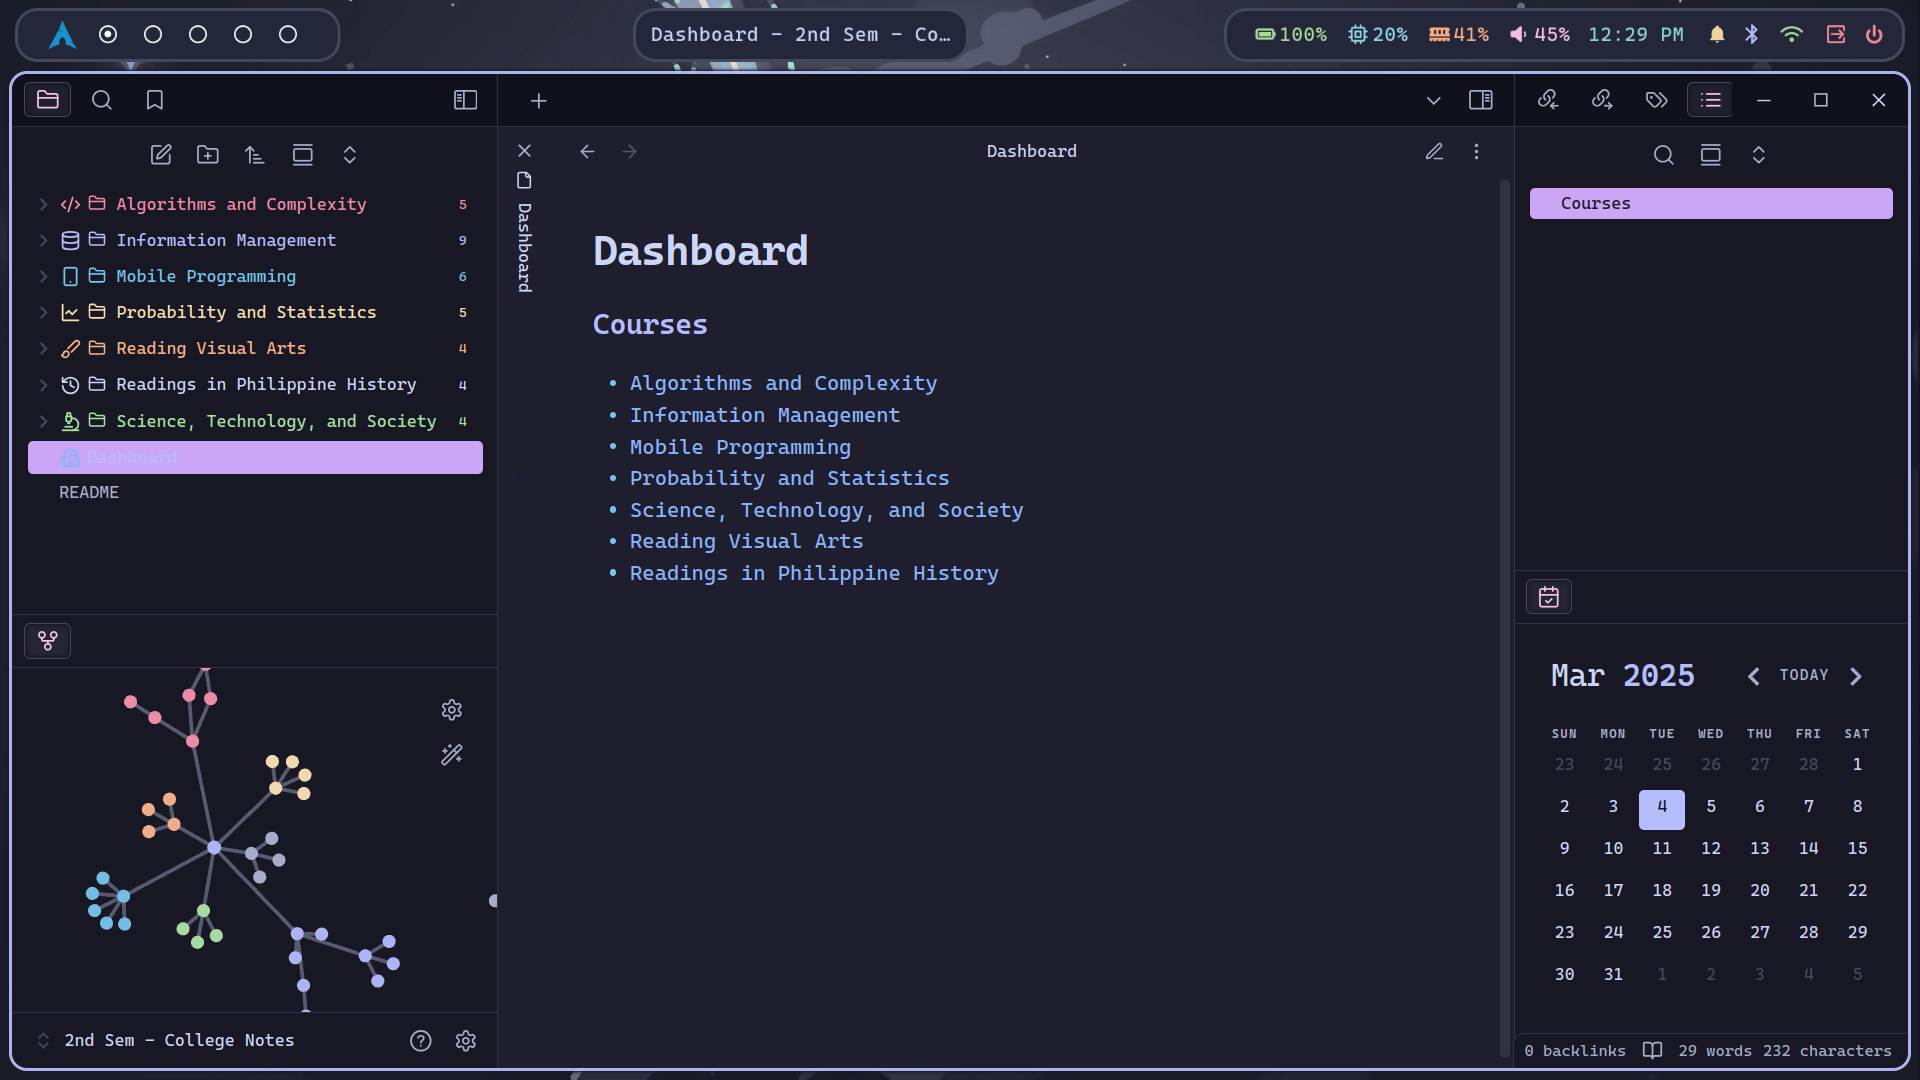 Dashboard - 2nd Sem - Co…
100% 20% 41% 45% 12:29 PM
Algorithms and Complexity 5
Information Management 9
Mobile Programming 6
Probability and Statistics 5
Reading Visual Arts 4
Readings in Philippine History 4
Science, Technology, and Society 4
Dashboard
README
2nd Sem - College Notes
Dashboard
Dashboard
Dashboard
Courses
• Algorithms and Complexity
• Information Management
• Mobile Programming
• Probability and Statistics
• Science, Technology, and Society
• Reading Visual Arts
• Readings in Philippine History
Courses
Mar 2025 TODAY
SUN MON TUE WED THU FRI SAT
23 24 25 26 27 28 1
2 3 4 5 6 7 8
9 10 11 12 13 14 15
16 17 18 19 20 21 22
23 24 25 26 27 28 29
30 31 1 2 3 4 5
0 backlinks 29 words 232 characters